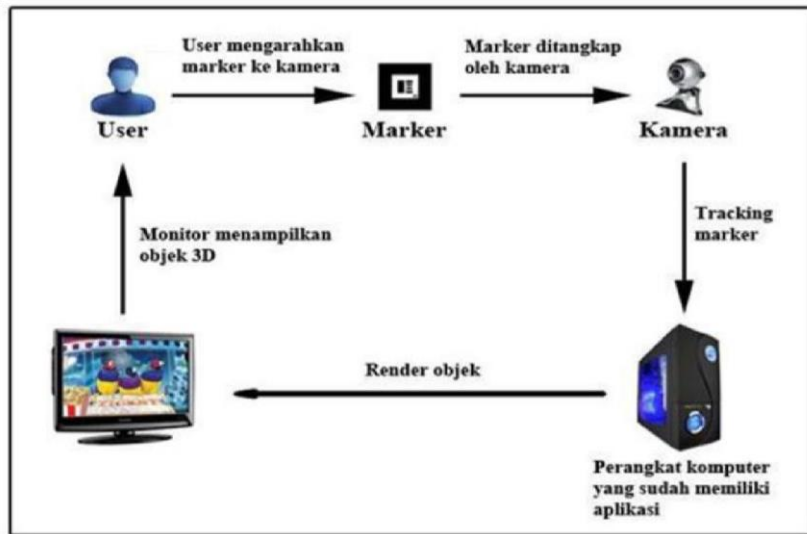 User mengarahkan
marker ke kamera
Marker ditangkap
oleh kamera
User
Marker
Kamera
Tracking
marker
Monitor menampilkan
objek 3D
Render objek
Perangkat komputer
yang sudah memiliki
aplikasi